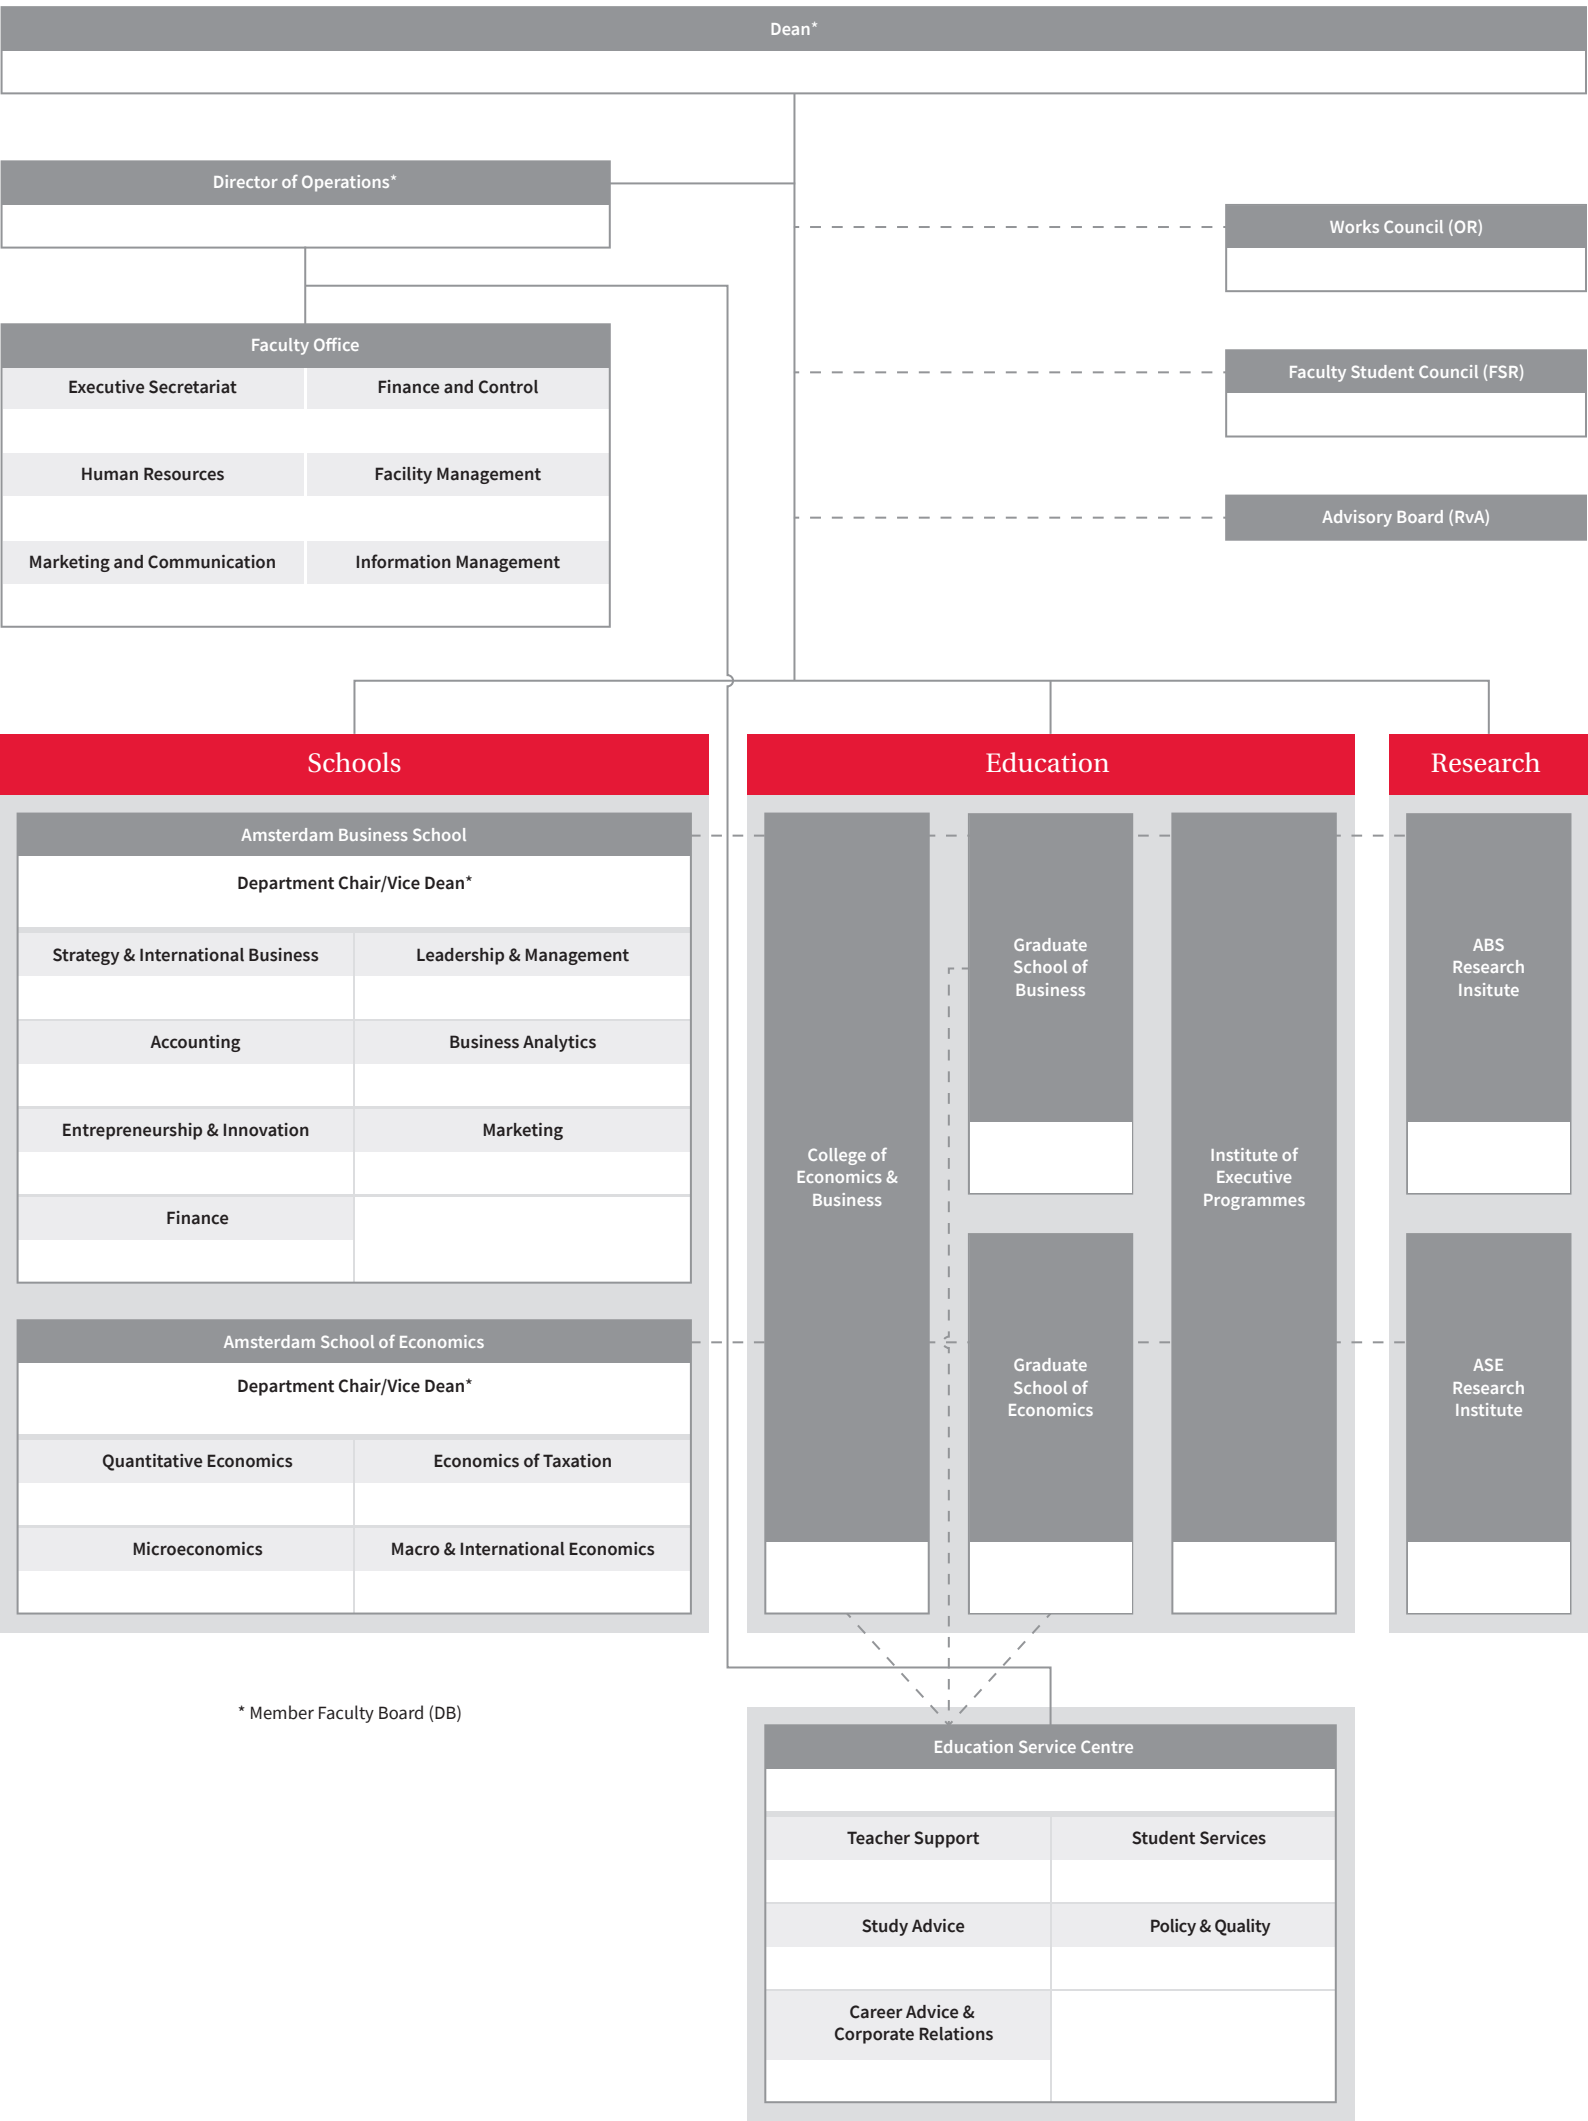 Dean*
Director of Operations*
Works Council (OR)
Faculty Office
Executive Secretariat
Finance and Control
Faculty Student Council (FSR)
Human Resources
Facility Management
Advisory Board (RvA)
Marketing and Communication
Information Management
Schools
Education
Research
Amsterdam Business School
Department Chair/Vice Dean*
Strategy & International Business
Leadership & Management
Accounting
Business Analytics
Entrepreneurship & Innovation
Marketing
Finance
Amsterdam School of Economics
Department Chair/Vice Dean*
Quantitative Economics
Economics of Taxation
Microeconomics
Macro & International Economics
College of
Economics &
Business
Graduate
School of
Business
Graduate
School of
Economics
Institute of
Executive
Programmes
ABS
Research
Insitute
ASE
Research
Institute
* Member Faculty Board (DB)
Education Service Centre
Teacher Support
Student Services
Study Advice
Policy & Quality
Career Advice &
Corporate Relations